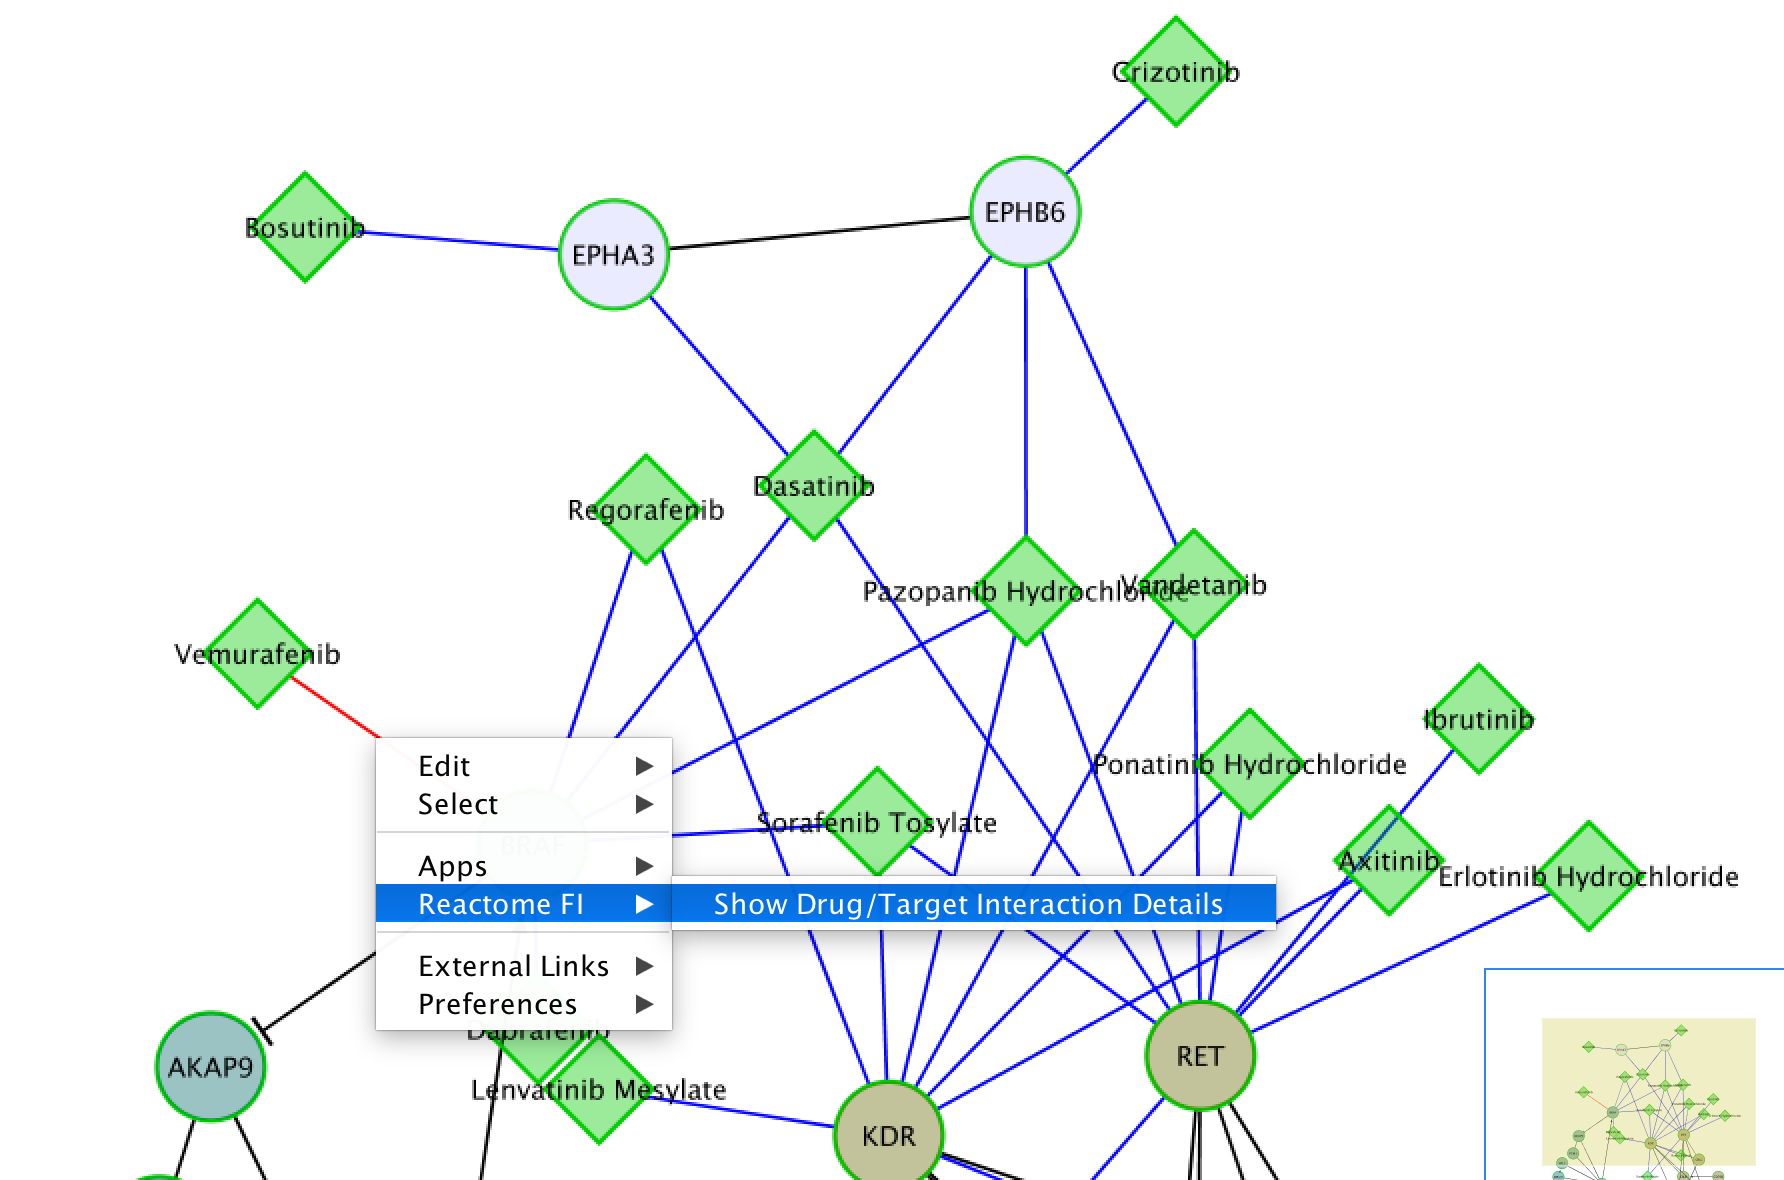 Crizotinib
EPHB6
Bosutinib
EPHA3
Dasatinib
Regorafenib
Pazopanib Hydrochloride
Vandetanib
Vemurafenib
Ibrutinib
Ponatinib Hydrochloride
Edit
Select
Sorafenib Tosylate
BRAF
Apps
Axitinib
Erlotinib Hydrochloride
Reactome FI
Show Drug/Target Interaction Details
External Links
Preferences
Dabrafenib
RET
AKAP9
Lenvatinib Mesylate
KDR